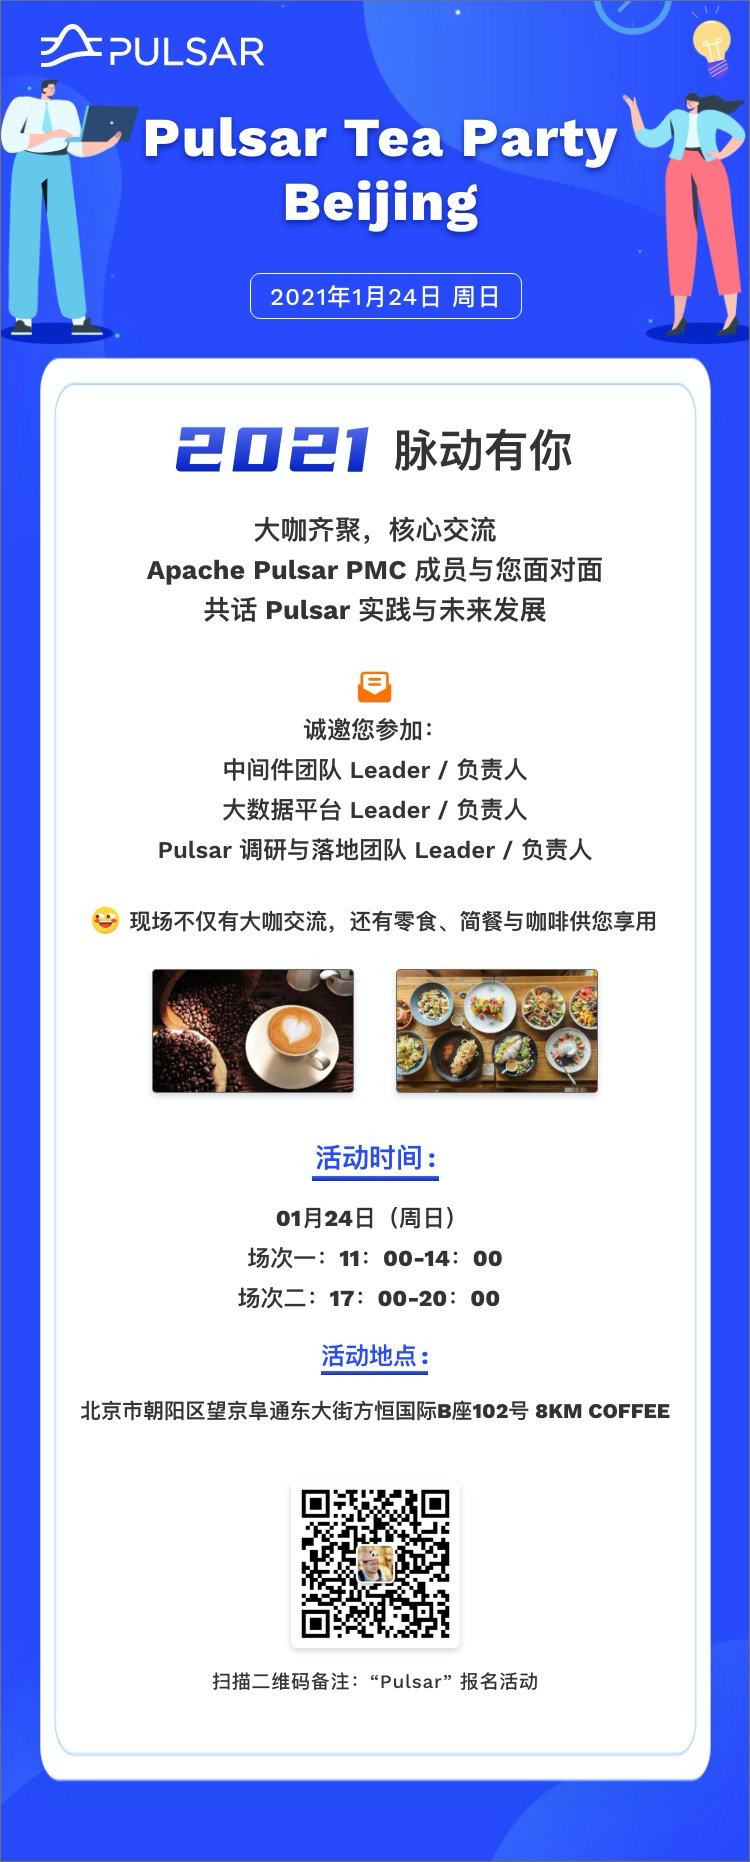 PULSAR
Pulsar Tea Party
Beijing
2021年1月24日 周日
2021 脉动有你
大咖齐聚，核心交流
Apache Pulsar PMC 成员与您面对面
共话 Pulsar 实践与未来发展
诚邀您参加：
中间件团队 Leader / 负责人
大数据平台 Leader / 负责人
Pulsar 调研与落地团队 Leader / 负责人
现场不仅有大咖交流，还有零食、简餐与咖啡供您享用
活动时间：
01月24日（周日）
场次一：11：00-14：00
场次二：17：00-20：00
活动地点：
北京市朝阳区望京阜通东大街方恒国际B座102号 8KM COFFEE
扫描二维码备注：“Pulsar” 报名活动